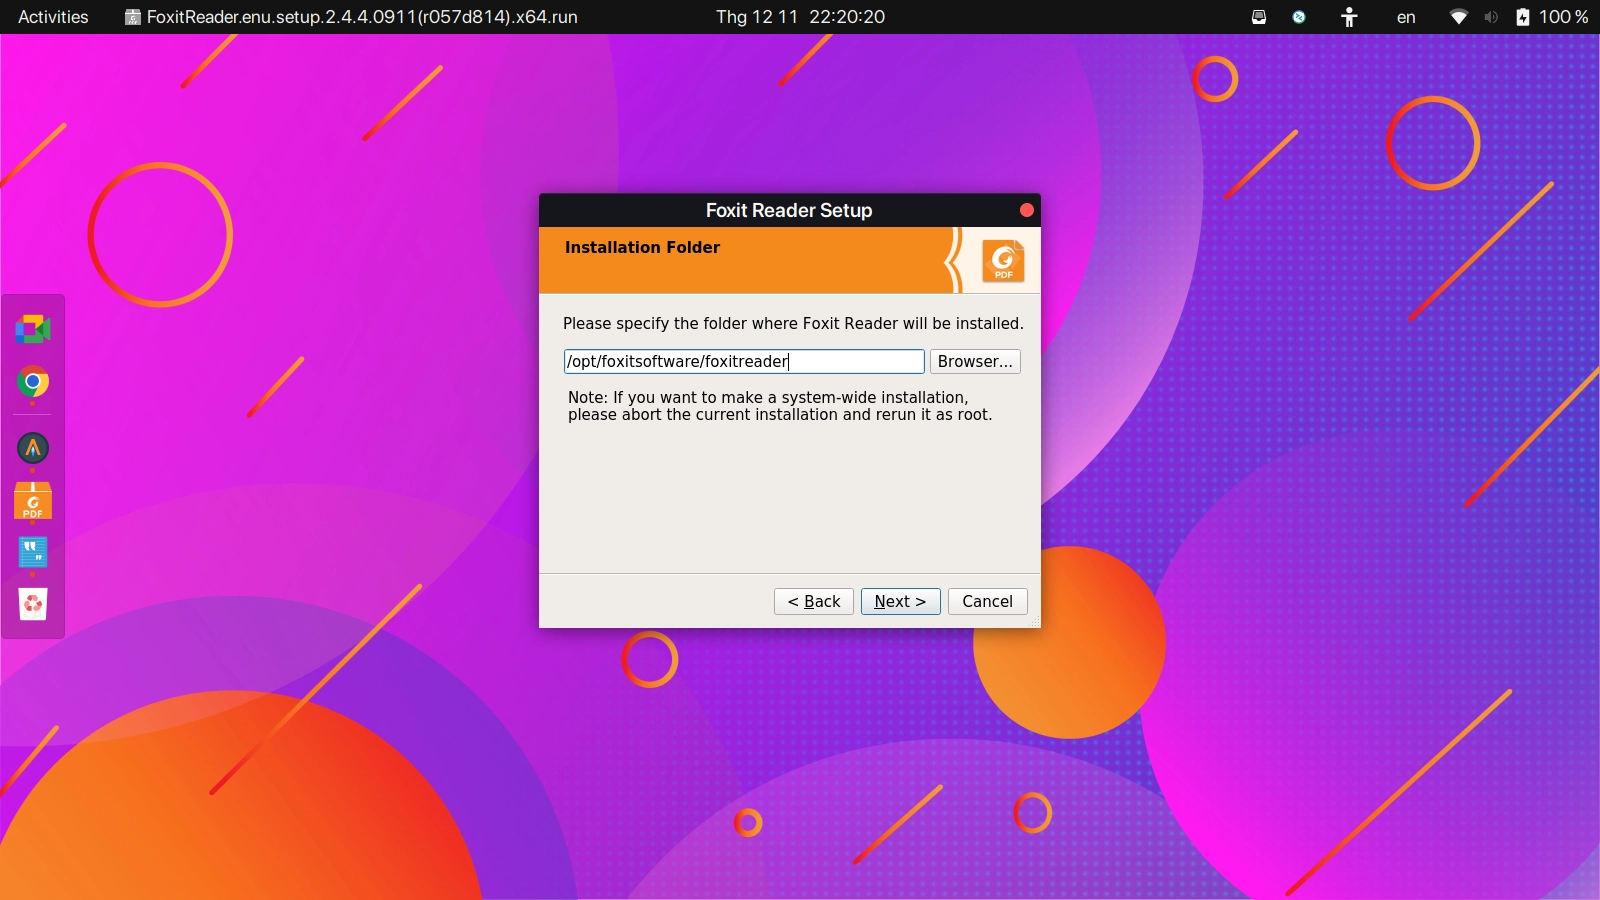 Activities FoxitReader.enu.setup.2.4.4.0911(r057d814).x64.run Thg 12 11 22:20:20 en 100 %
Foxit Reader Setup
Installation Folder
PDF
Please specify the folder where Foxit Reader will be installed.
/opt/foxitsoftware/foxitreader Browser...
Note: If you want to make a system-wide installation,
please abort the current installation and rerun it as root.
PDF
< Back Next > Cancel